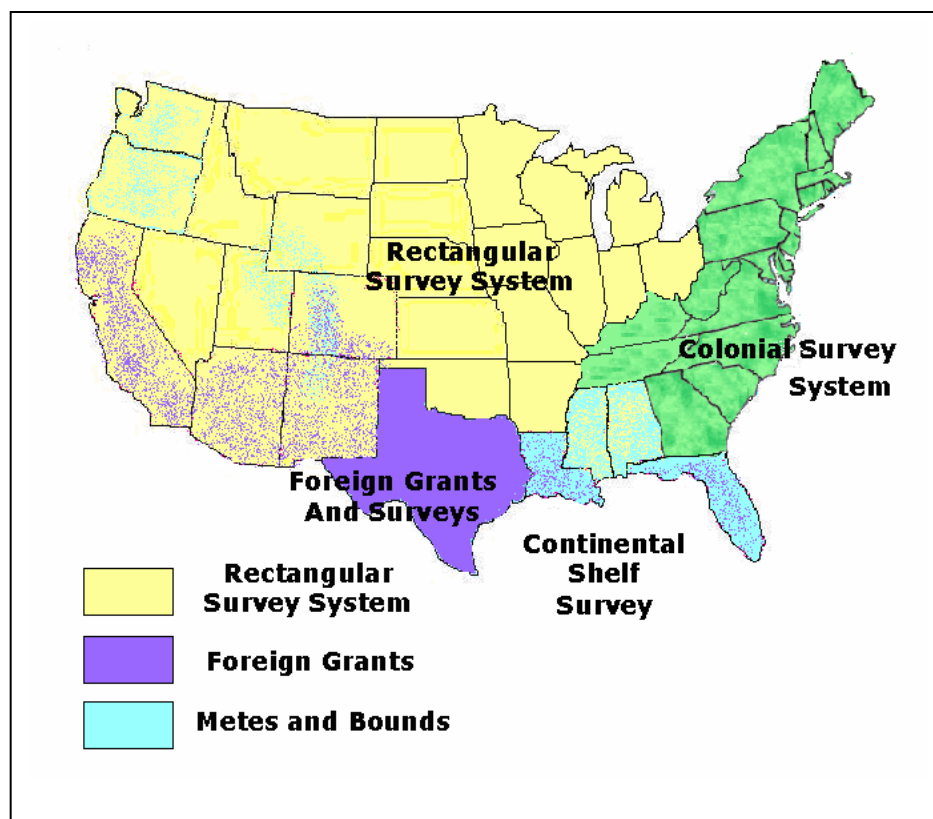 Rectangular
Survey System
Colonial Survey
System
Foreign Grants
And Surveys
Continental
Shelf
Survey
Rectangular
Survey System
Foreign Grants
Metes and Bounds